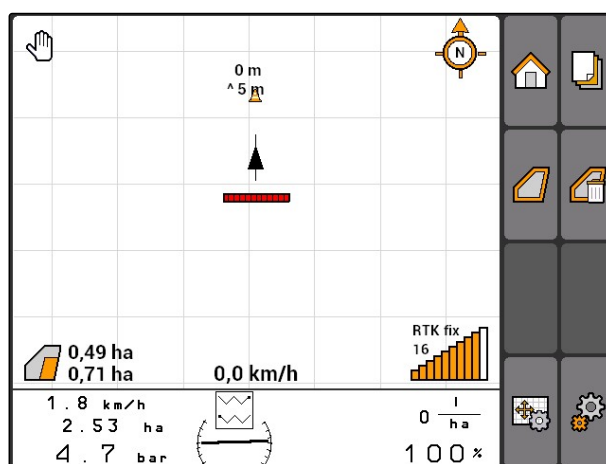 N
0 m
^ 5 m
RTK fix
16
0,49 ha
0,71 ha
0,0 km/h
1.8 km/h
2.53 ha
4.7 bar
0 l/ha
100%